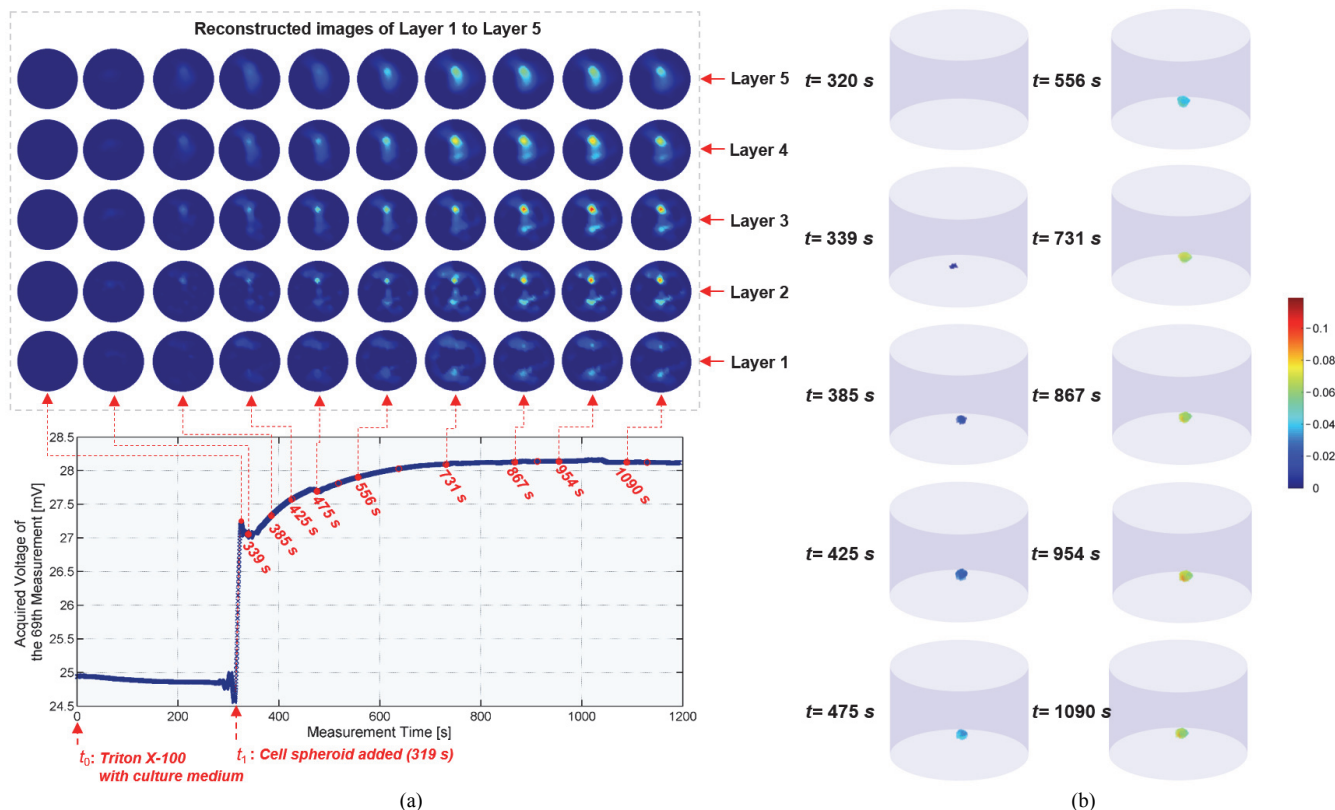 Reconstructed images of Layer 1 to Layer 5
Layer 5
Layer 4
Layer 3
Layer 2
Layer 1
Acquired Voltage of
the 69th Measurement [mV]
28.5
28
27.5
27
26.5
26
25.5
25
24.5
339 s
385 s
425 s
475 s
556 s
731 s
867 s
954 s
1090 s
0 200 400 600 800 1000 1200
Measurement Time [s]
t0: Triton X-100
with culture medium
t1: Cell spheroid added (319 s)
(a)
t= 320 s t= 556 s
t= 339 s t= 731 s
t= 385 s t= 867 s
t= 425 s t= 954 s
t= 475 s t= 1090 s
0.1
0.08
0.06
0.04
0.02
0
(b)